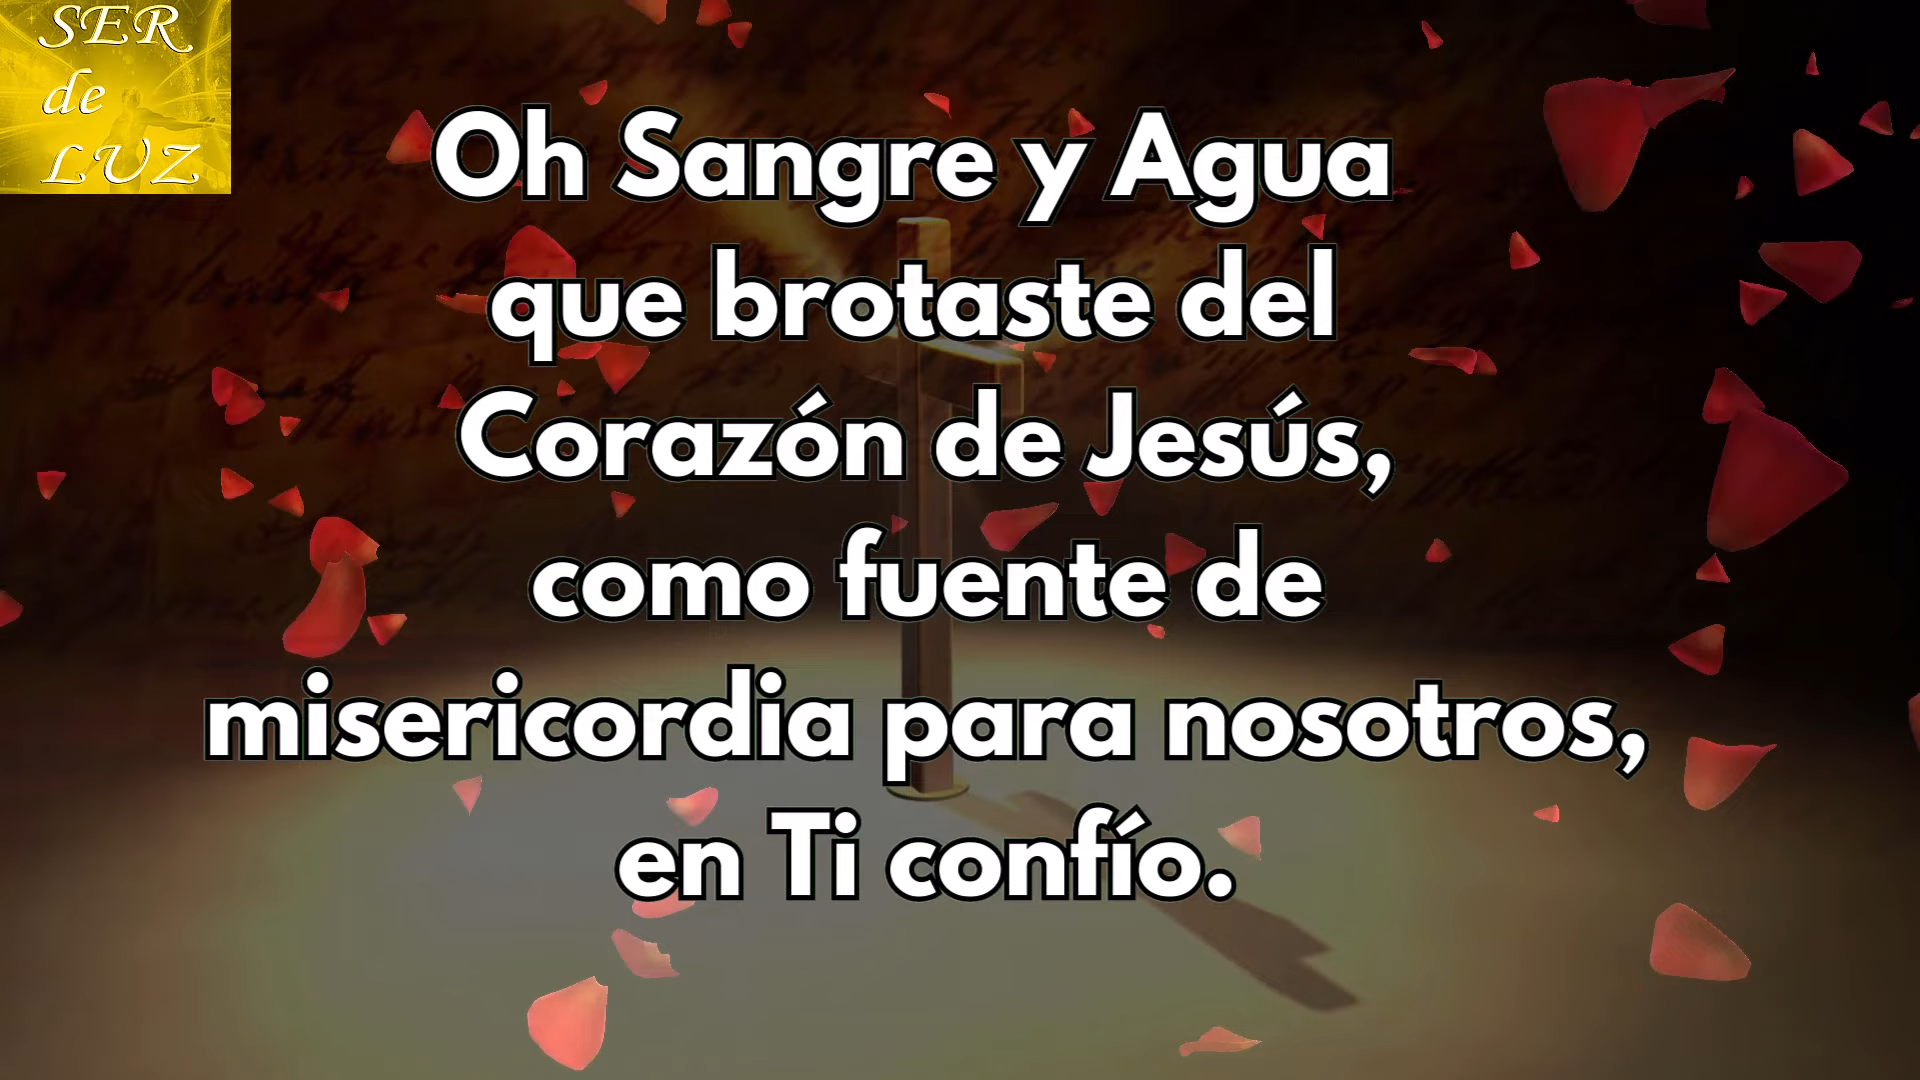 SER
de
LUZ
Oh Sangre y Agua
que brotaste del
Corazón de Jesús,
como fuente de
misericordia para nosotros,
en Ti confío.